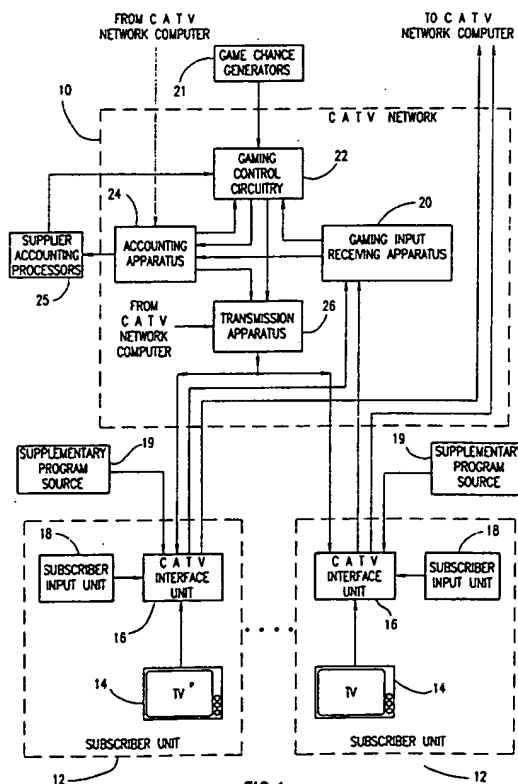 FROM C A T V
NETWORK COMPUTER
TO C A T V
NETWORK COMPUTER
GAME CHANCE
GENERATORS
21
10
C A T V NETWORK
GAMING
CONTROL
CIRCUITRY
22
24
20
SUPPLIER
ACCOUNTING
PROCESSORS
25
ACCOUNTING
APPARATUS
GAMING INPUT
RECEIVING APPARATUS
FROM
C A T V
NETWORK
COMPUTER
TRANSMISSION
APPARATUS
26
19
SUPPLEMENTARY
PROGRAM
SOURCE
19
SUPPLEMENTARY
PROGRAM
SOURCE
18
SUBSCRIBER
INPUT UNIT
C A T V
INTERFACE
UNIT
16
14
TV
SUBSCRIBER UNIT
12
C A T V
INTERFACE
UNIT
16
18
SUBSCRIBER
INPUT UNIT
TV
14
SUBSCRIBER UNIT
12